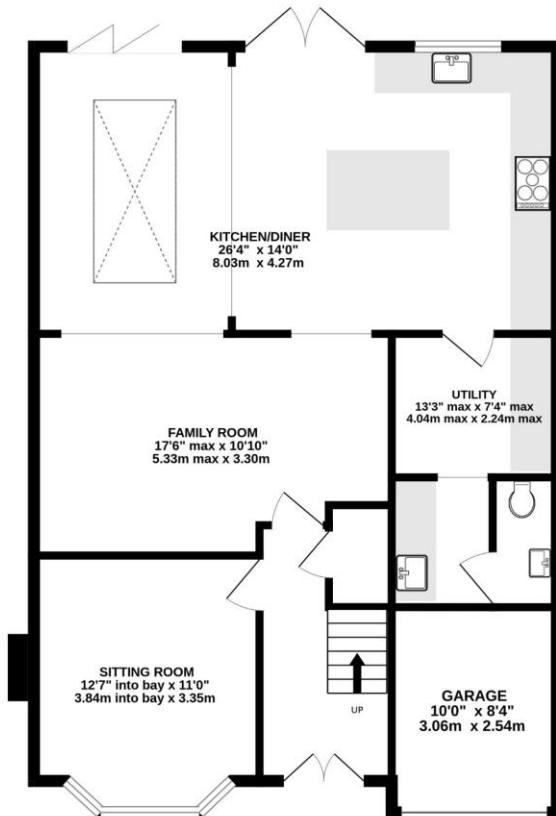 KITCHEN/DINER
26'4" x 14'0"
8.03m x 4.27m
UTILITY
13'3" max x 7'4" max
4.04m max x 2.24m max
FAMILY ROOM
17'6" max x 10'10"
5.33m max x 3.30m
SITTING ROOM
12'7" into bay x 11'0"
3.84m into bay x 3.35m
UP
GARAGE
10'0" x 8'4"
3.06m x 2.54m